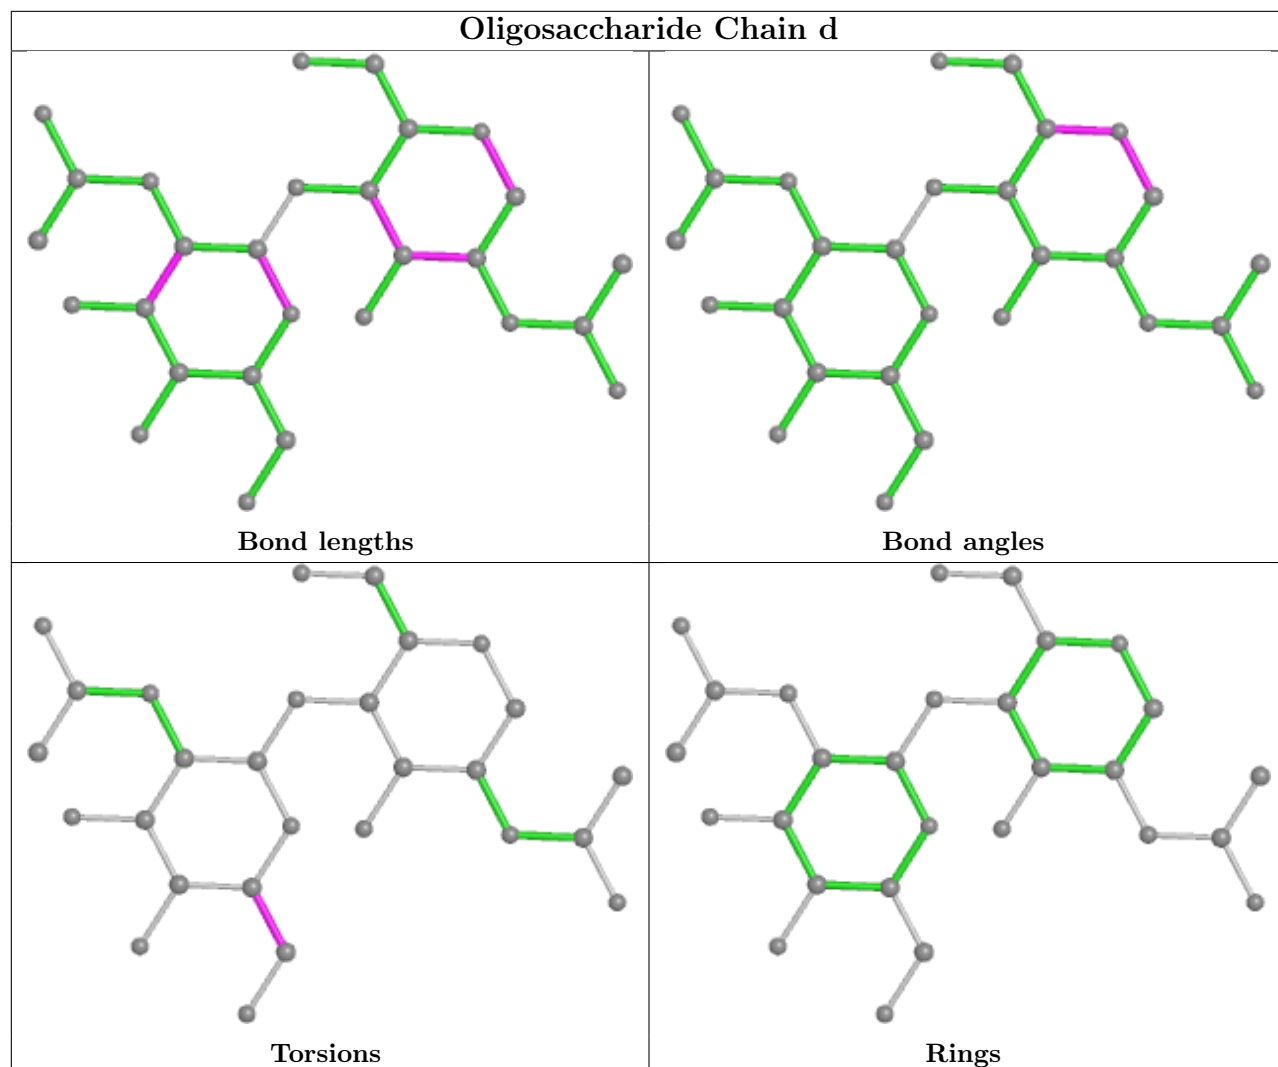 Oligosaccharide Chain d
Bond lengths
Bond angles
Torsions
Rings